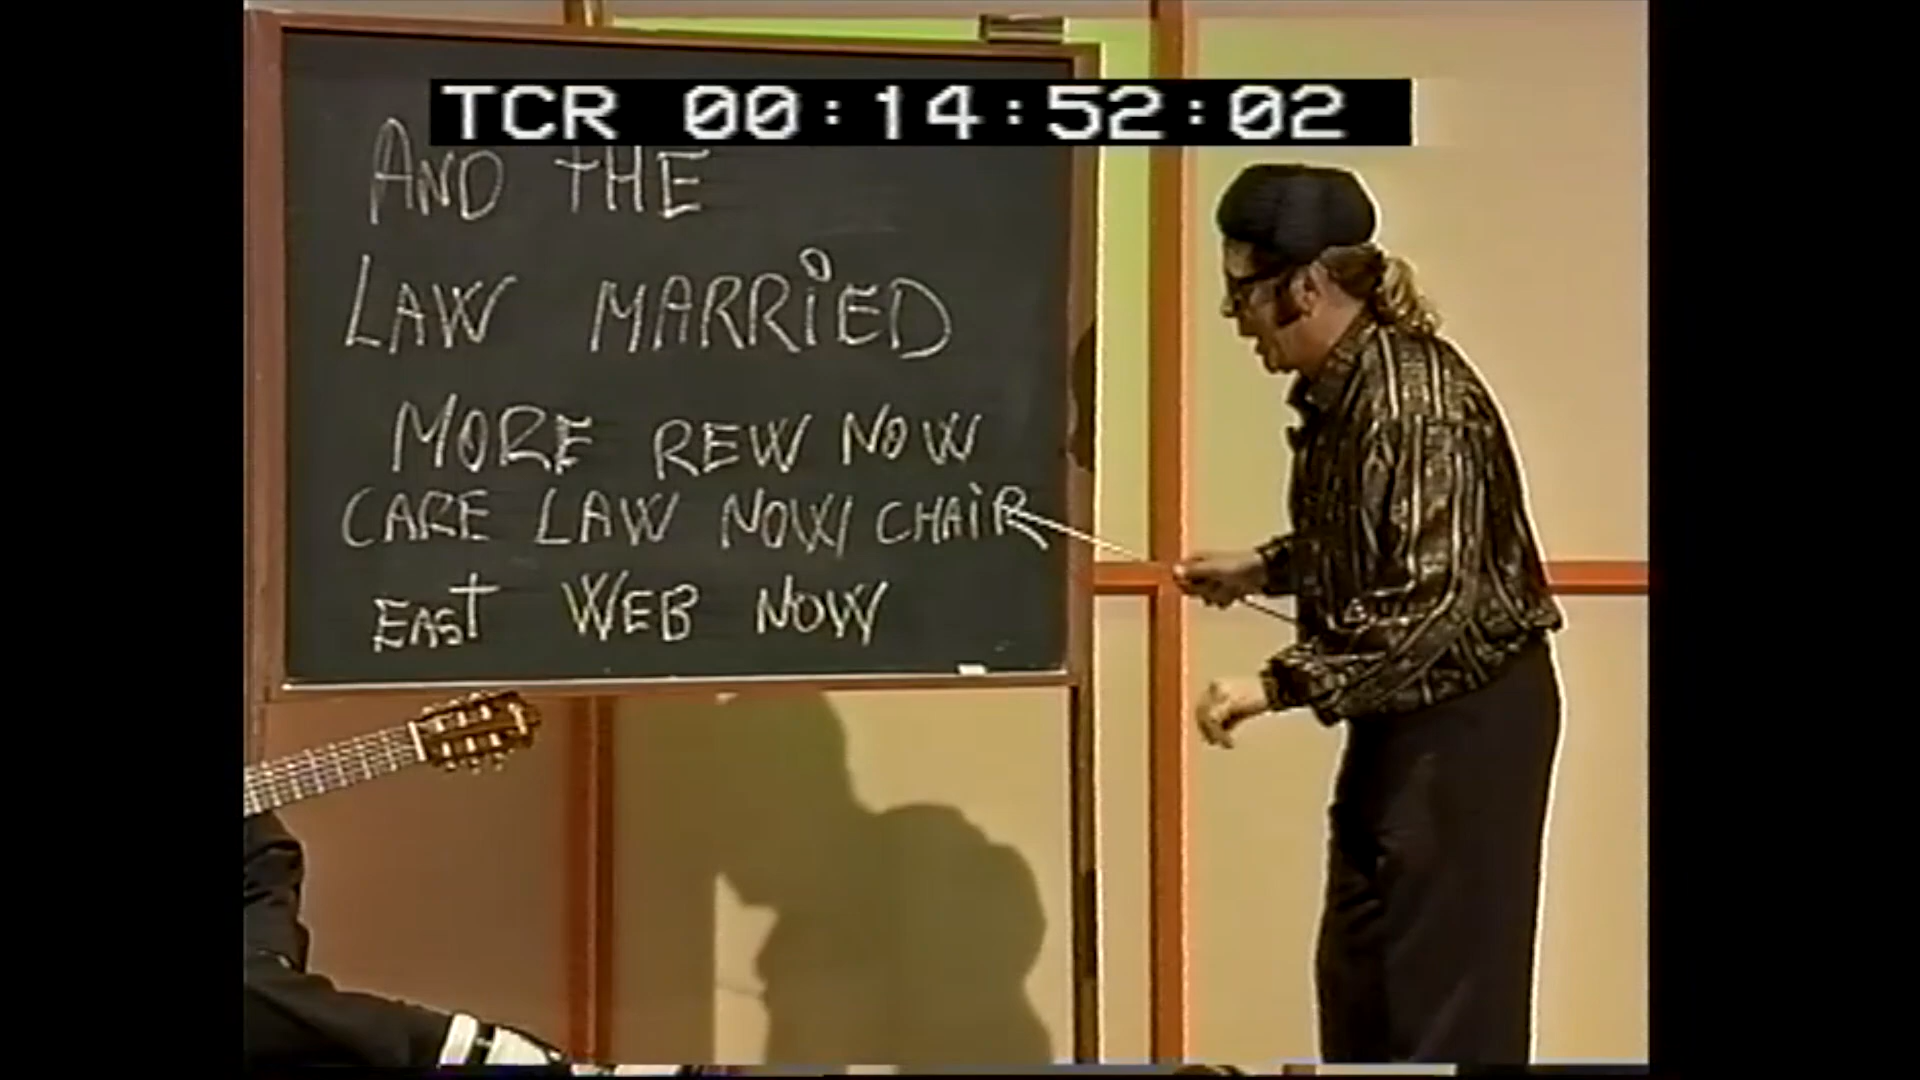 TCR 00:14:52:02
AND THE
LAW MARRIED
MORE REW NOW
CARE LAW NOW/ CHAIR
EAST WEB NOW